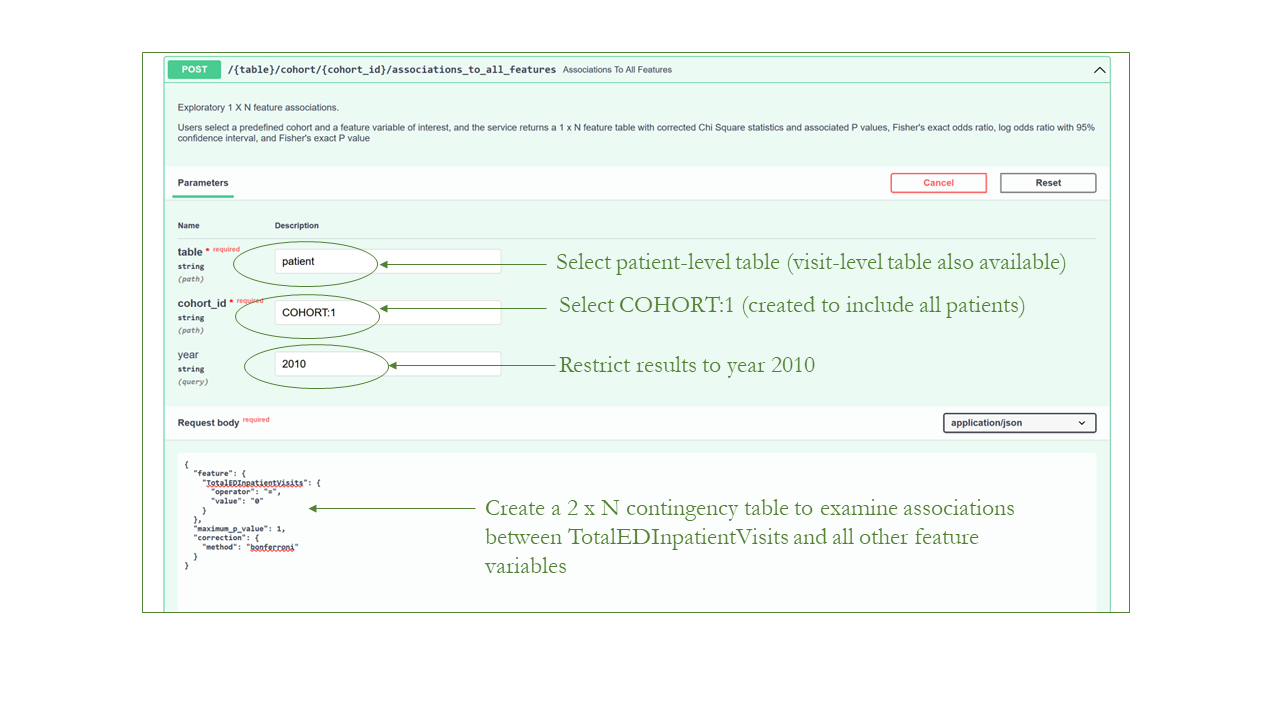 POST /{table}/cohort/{cohort_id}/associations_to_all_features Associations To All Features
Exploratory 1 X N feature associations.
Users select a predefined cohort and a feature variable of interest, and the service returns a 1 x N feature table with corrected Chi Square statistics and associated P values, Fisher's exact odds ratio, log odds ratio with 95%
confidence interval, and Fisher's exact P value
Parameters
Cancel
Reset
Name
Description
table * required
string
(path)
patient
Select patient-level table (visit-level table also available)
cohort_id * required
string
(path)
COHORT:1
Select COHORT:1 (created to include all patients)
year
string
(query)
2010
Restrict results to year 2010
Request body required
application/json
{
"feature": {
"TotalEDInpatientVisits": {
"operator": "=",
"value": "0"
}
},
"maximum_p_value": 1,
"correction": {
"method": "bonferroni"
}
}
Create a 2 x N contingency table to examine associations
between TotalEDInpatientVisits and all other feature
variables